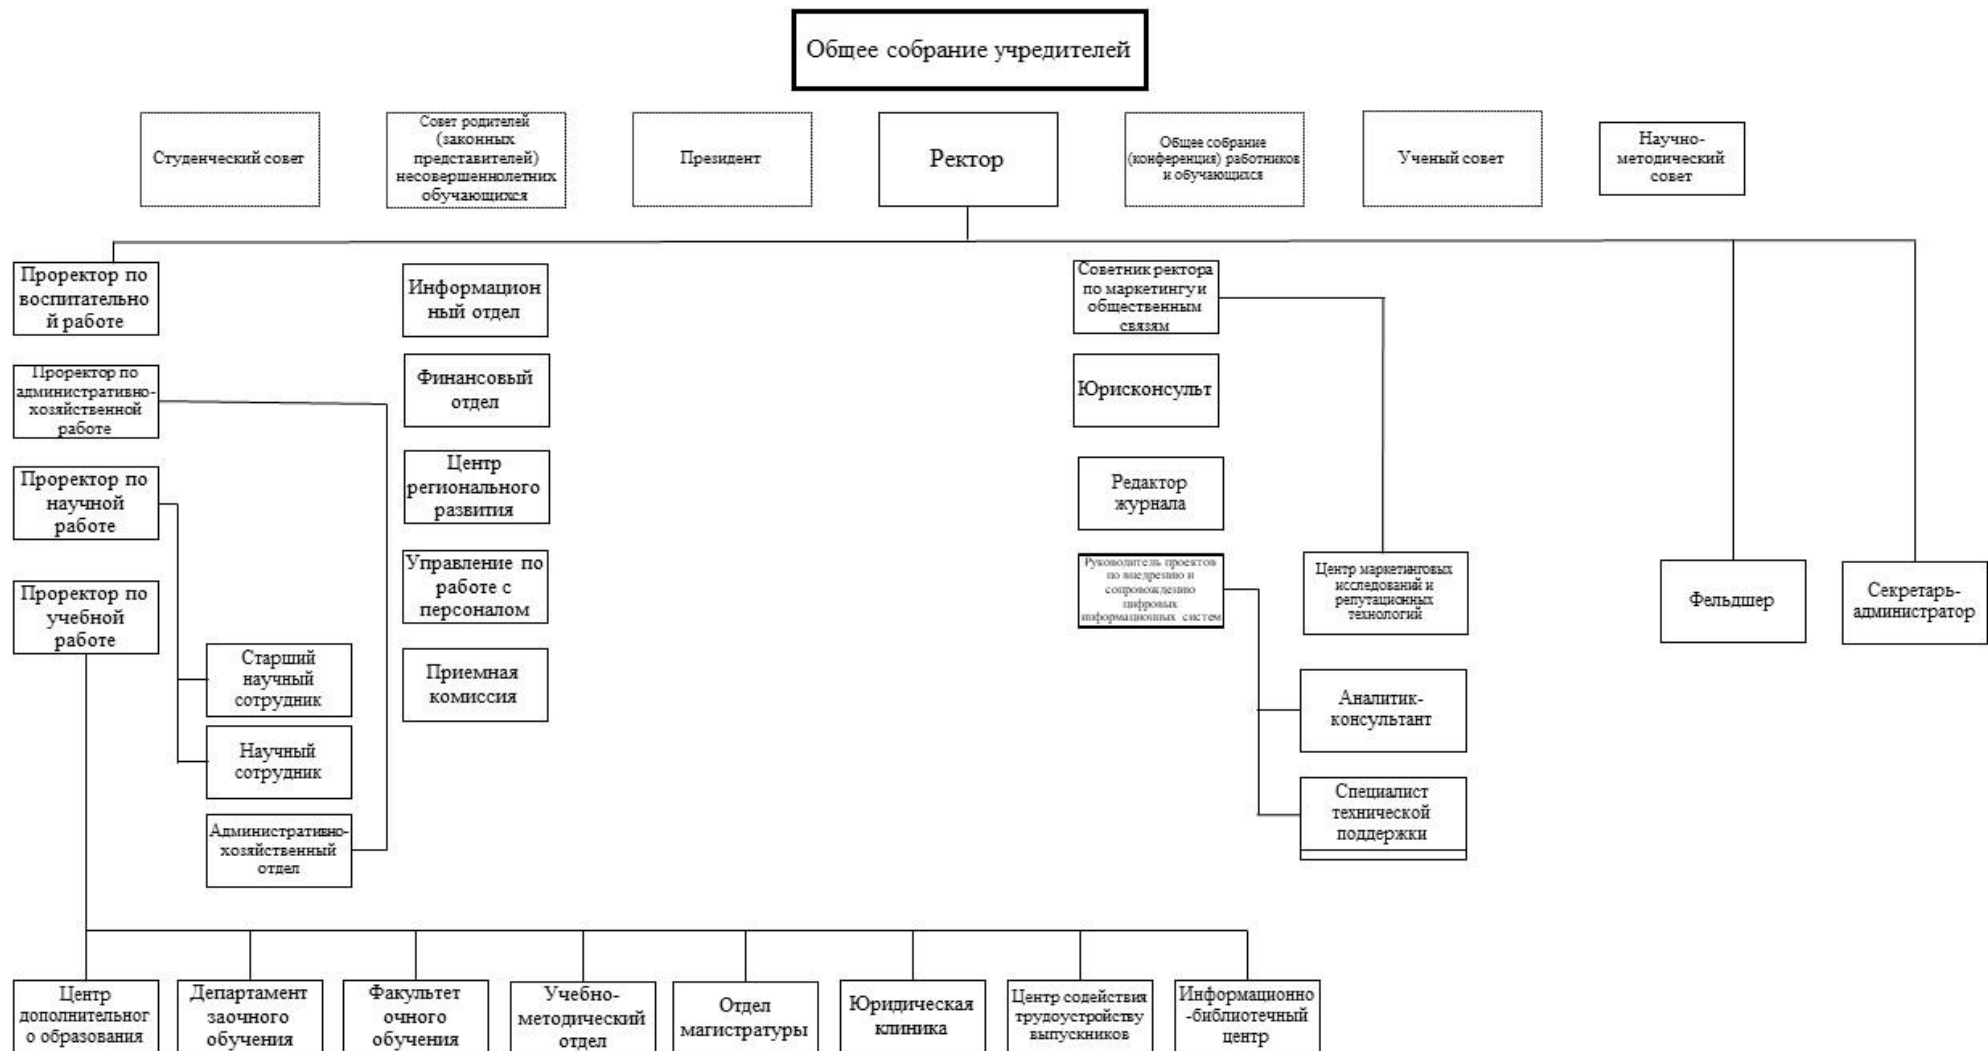 Общее собрание учредителей
Студенческий совет
Совет родителей
(законных
представителей)
несовершеннолетних
обучающихся
Президент
Ректор
Общее собрание
(конференция) работников
и обучающихся
Ученый совет
Научно-
методический
совет
Проректор по
воспитательно
й работе
Информацион
ный отдел
Советник ректора
по маркетингу и
общественным
связям
Проректор по
административно-
хозяйственной
работе
Финансовый
отдел
Юрисконсульт
Проректор по
научной
работе
Центр
регионального
развития
Редактор
журнала
Проректор по
учебной
работе
Управление по
работе с
персоналом
Руководитель проектов
по внедрению и
сопровождению
цифровых
информационных систем
Центр маркетинговых
исследований и
репутационных
технологий
Фельдшер
Секретарь-
администратор
Старший
научный
сотрудник
Приемная
комиссия
Аналитик-
консультант
Научный
сотрудник
Специалист
технической
поддержки
Административно-
хозяйственный
отдел
Центр
дополнительног
о образования
Департамент
заочного
обучения
Факультет
очного
обучения
Учебно-
методический
отдел
Отдел
магистратуры
Юридическая
клиника
Центр содействия
трудоустройству
выпускников
Информационно
-библиотечный
центр